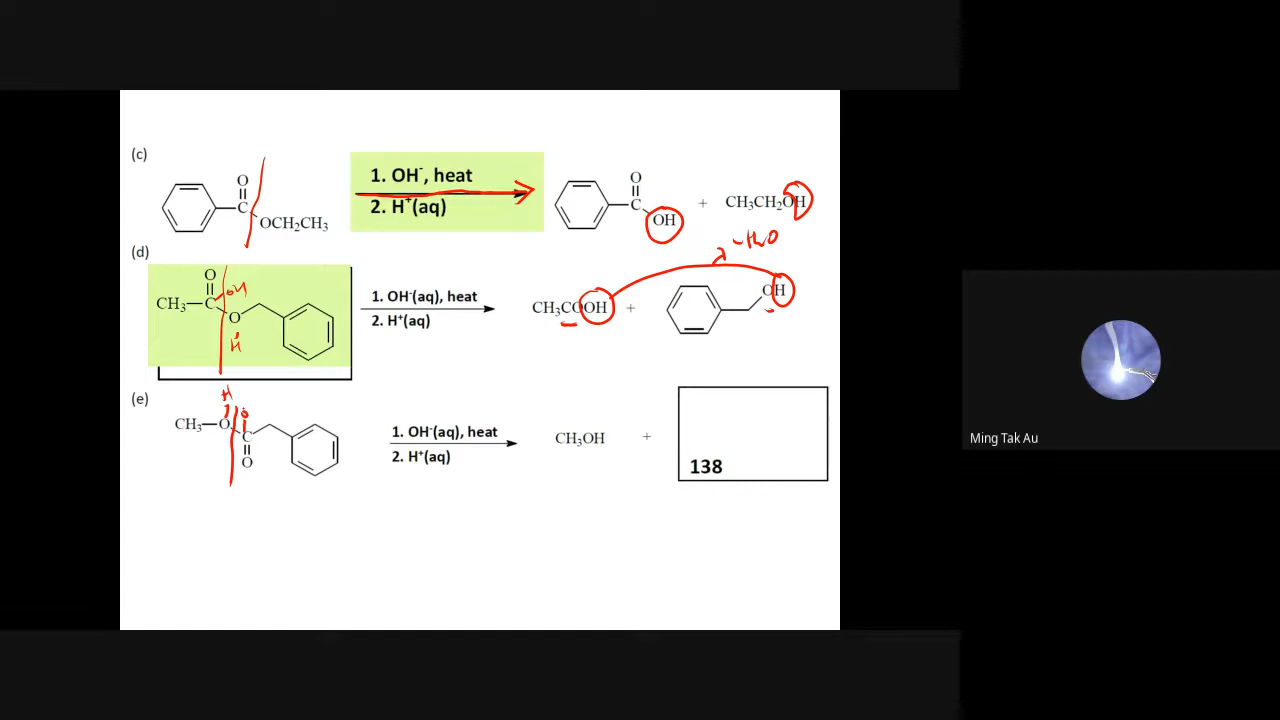 (c)
O
C
OCH₂CH₃
1. OH⁻, heat
2. H⁺(aq)
O
C
OH
+
CH₃CH₂OH
-H₂O
(d)
O
CH₃—C
OH
O
H
1. OH⁻(aq), heat
2. H⁺(aq)
CH₃COOH
+
OH
(e)
H
CH₃—O
O
C
O
1. OH⁻(aq), heat
2. H⁺(aq)
CH₃OH
+
138
Ming Tak Au